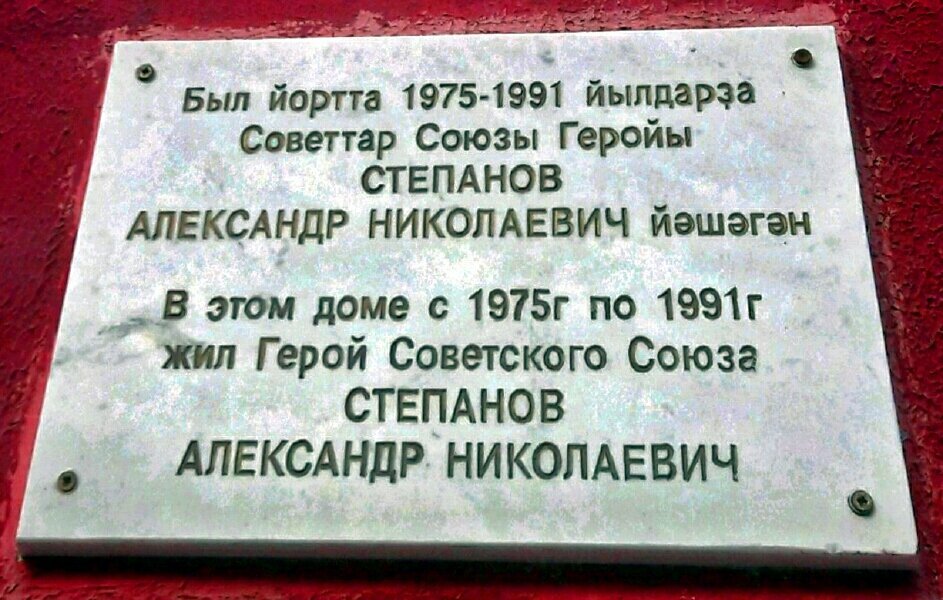 Был йортта 1975-1991 йылдарҙа
Советтар Союзы Геройы
СТЕПАНОВ
АЛЕКСАНДР НИКОЛАЕВИЧ йәшәгән
В этом доме с 1975г по 1991г
жил Герой Советского Союза
СТЕПАНОВ
АЛЕКСАНДР НИКОЛАЕВИЧ